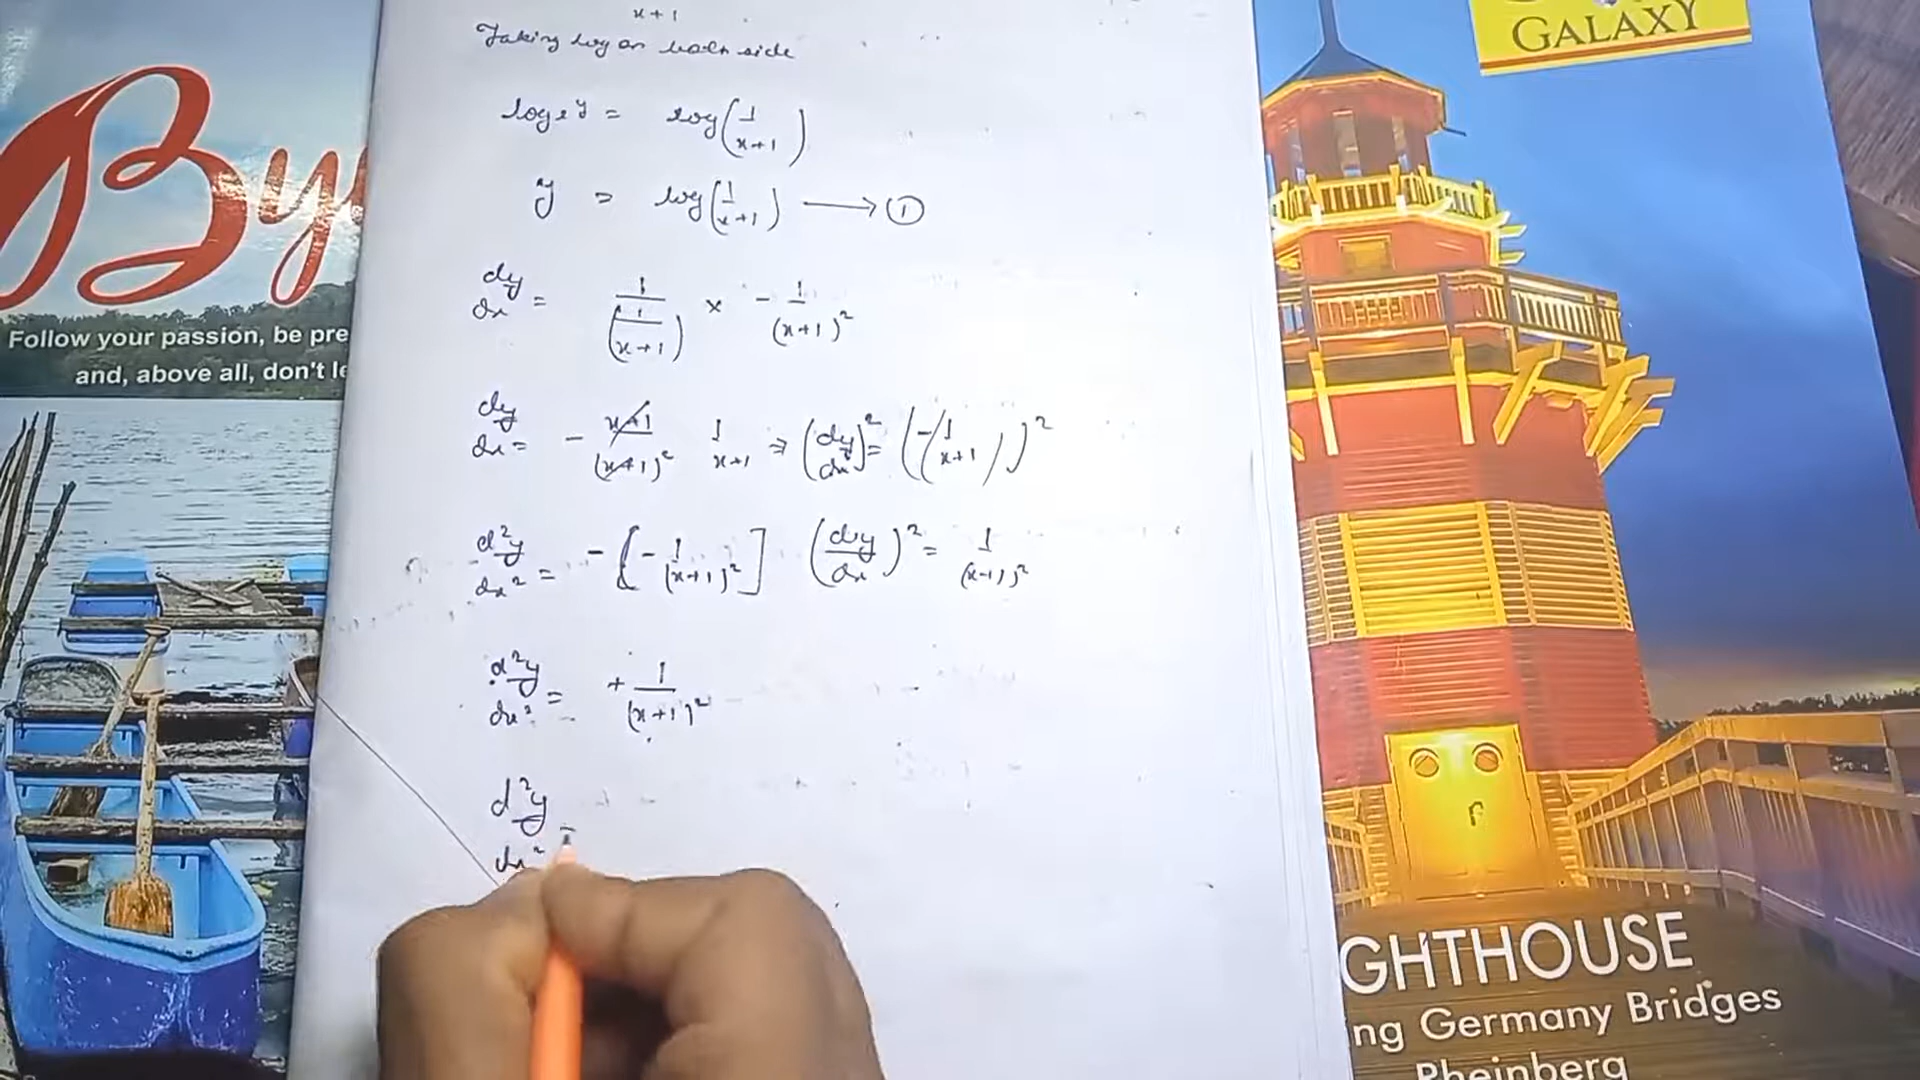 x+1
Taking log on both side
log e^y = log(1/(x+1))
y = log(1/(x+1)) ⟶ ①
dy/dx = 1/(1/(x+1)) × - 1/(x+1)²
dy/dx = - (x+1)/(x+1)² 1/(x+1) ⇒ (dy/dx)² = (-(1/(x+1)))²
d²y/dx² = - [- 1/(x+1)²] (dy/dx)² = 1/(x+1)²
d²y/dx² = + 1/(x+1)²
d²y/dx² =
By
Follow your passion, be pre
and, above all, don't le
GALAXY
GHTHOUSE
ng Germany Bridges
Rheinberg